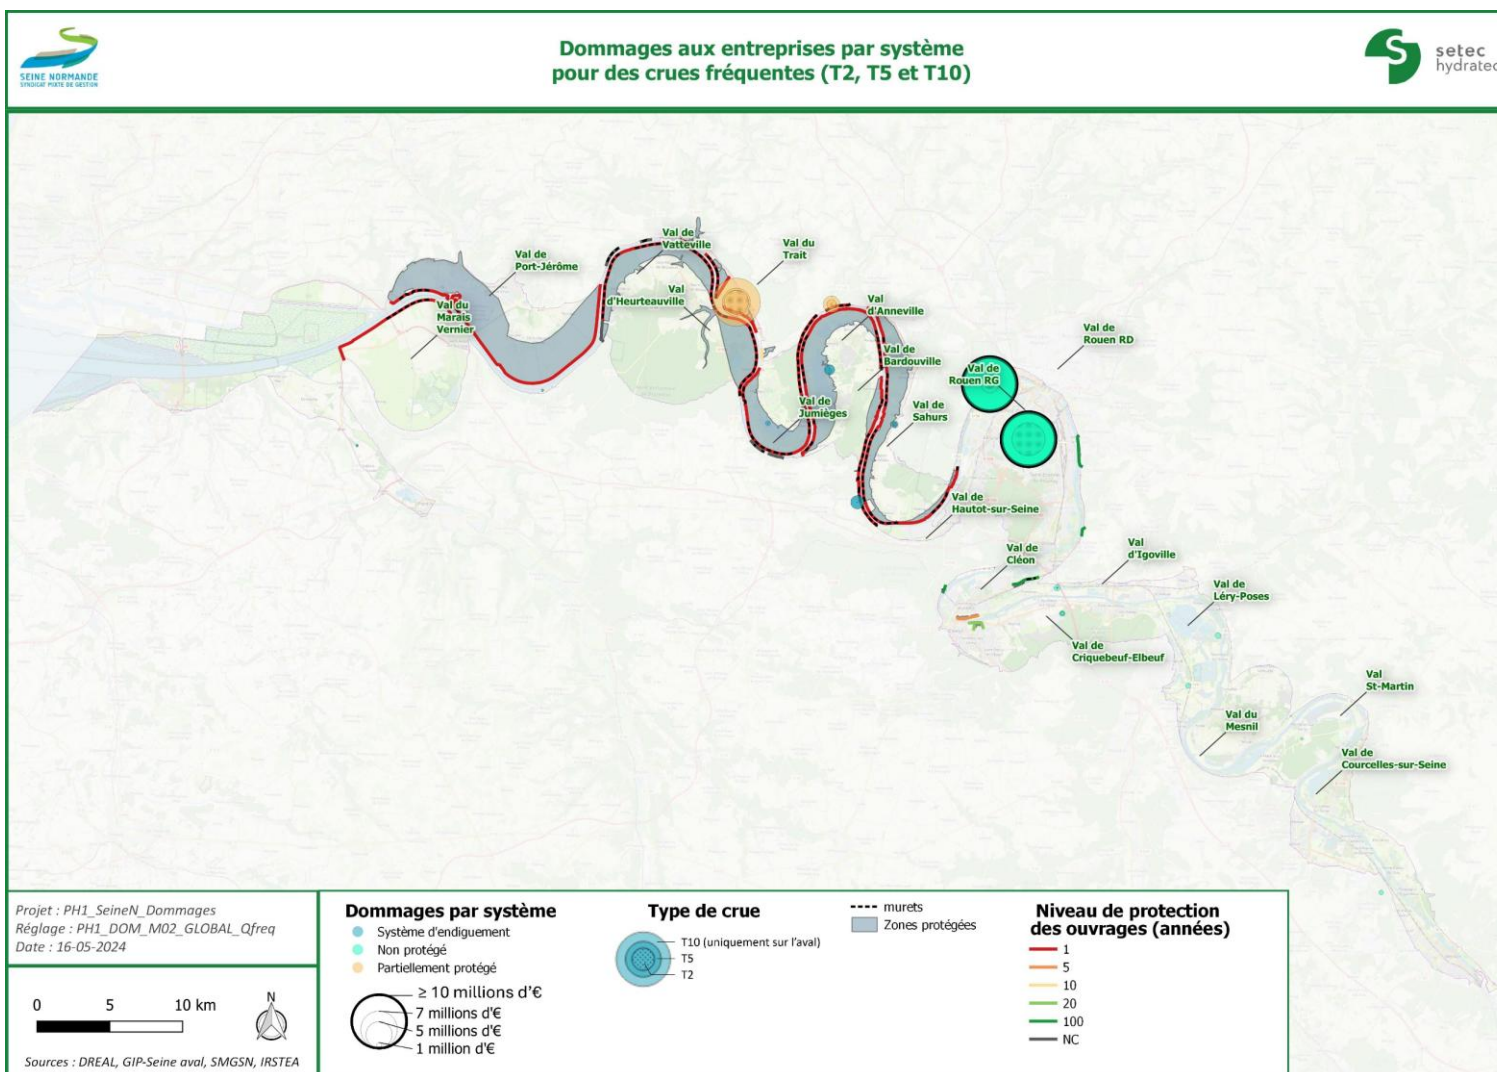 SEINE NORMANDE
SYNDICAT MIXTE DE GESTION
Dommages aux entreprises par système
pour des crues fréquentes (T2, T5 et T10)
setec
hydratec
Val de
Vatteville
Val du
Trait
Val de
Port-Jérôme
Val
d'Heurteauville
Val du
Marais
Vernier
Val
d'Anneville
Val de
Rouen RD
Val de
Bardouville
Val de
Rouen RG
Val de
Jumièges
Val de
Sahurs
Val de
Hautot-sur-Seine
Val de
Cléon
Val
d'Igoville
Val de
Léry-Poses
Val de
Criquebeuf-Elbeuf
Val
St-Martin
Val du
Mesnil
Val de
Courcelles-sur-Seine
Projet : PH1_SeineN_Dommages
Réglage : PH1_DOM_M02_GLOBAL_Qfreq
Date : 16-05-2024
0 5 10 km
N
Sources : DREAL, GIP-Seine aval, SMGSN, IRSTEA
Dommages par système
Système d'endiguement
Non protégé
Partiellement protégé
≥ 10 millions d'€
7 millions d'€
5 millions d'€
1 million d'€
Type de crue
T10 (uniquement sur l'aval)
T5
T2
murets
Zones protégées
Niveau de protection
des ouvrages (années)
1
5
10
20
100
NC